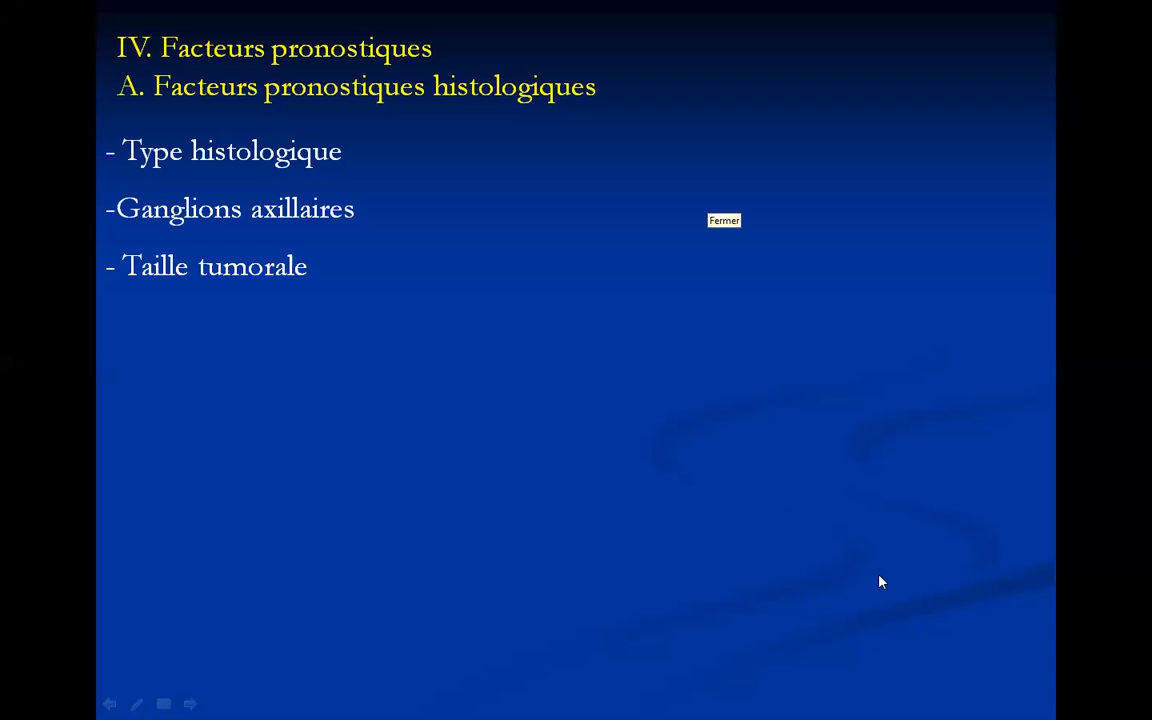 IV. Facteurs pronostiques
A. Facteurs pronostiques histologiques
- Type histologique
-Ganglions axillaires
Fermer
- Taille tumorale